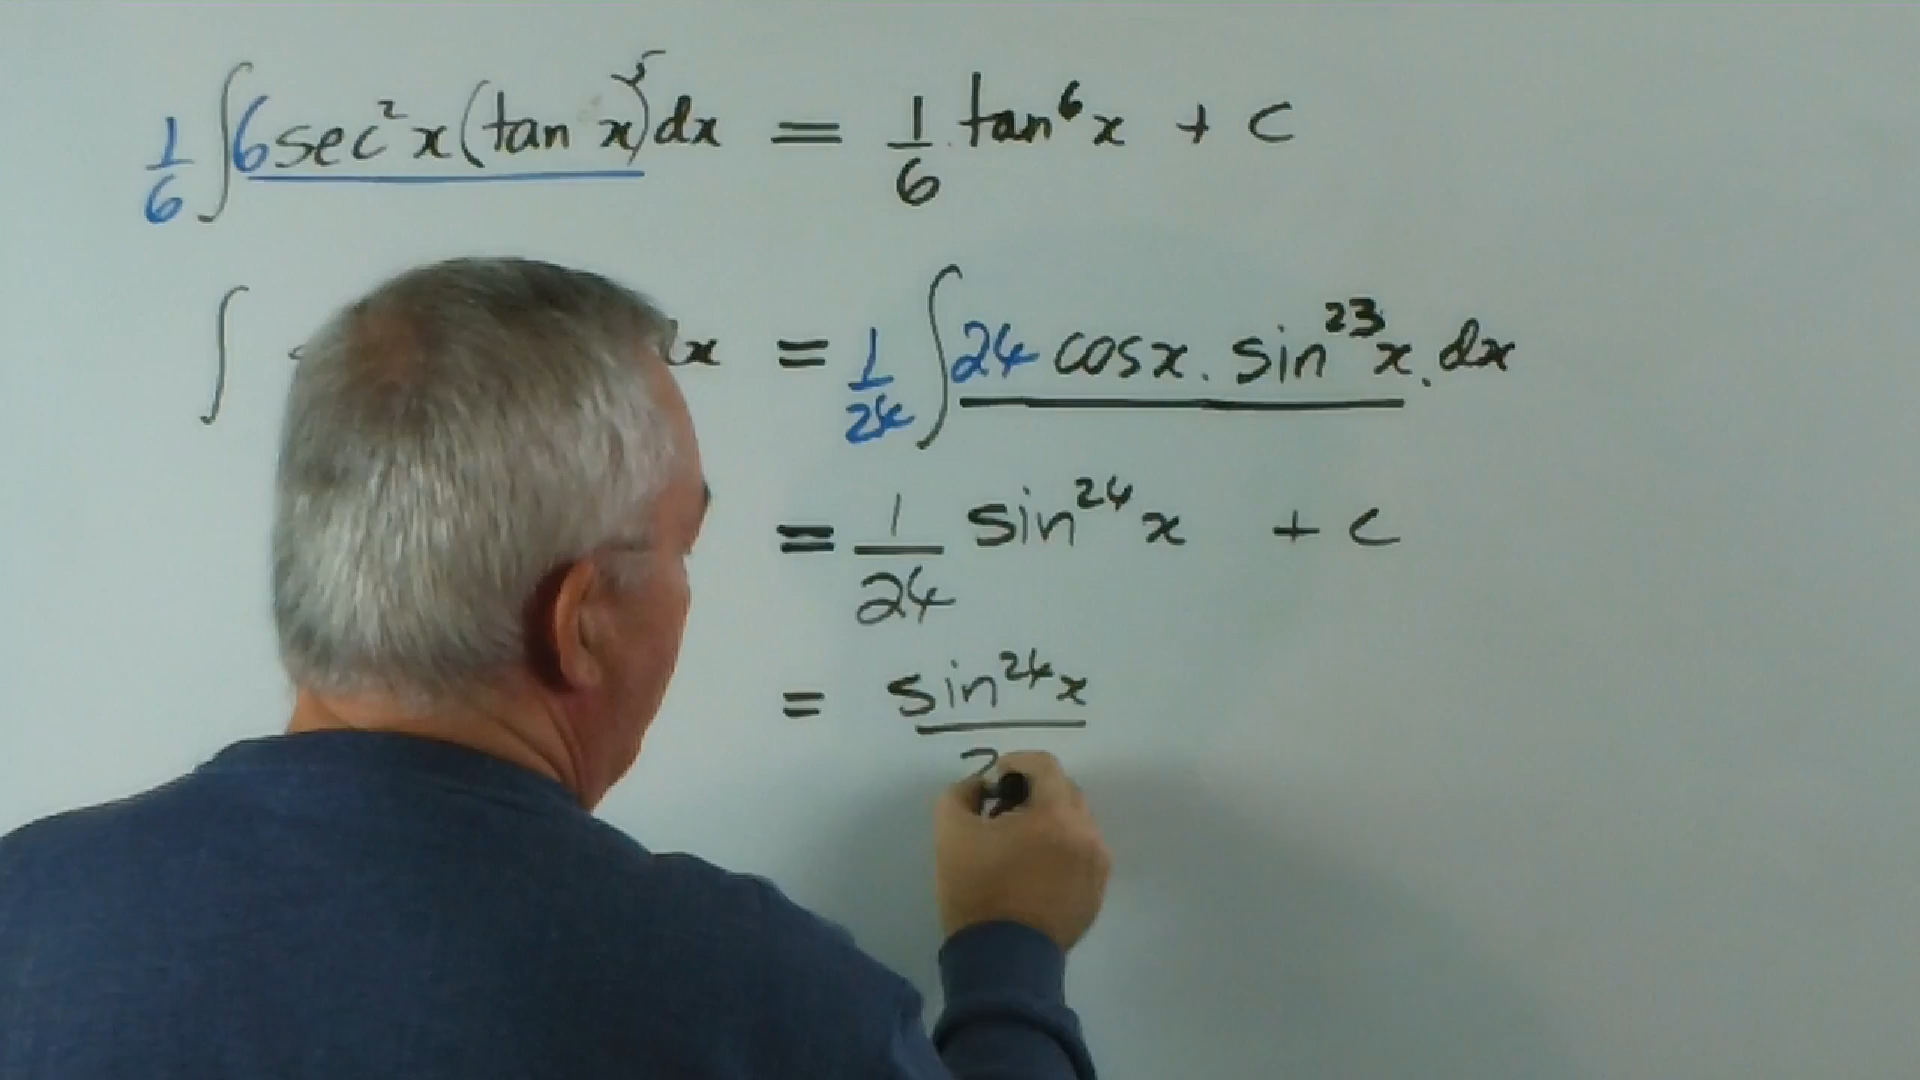 1/6 ∫ 6 sec² x (tan x)⁵ dx = 1/6 . tan⁶ x + c
∫ x = 1/24 ∫ 24 cos x . sin²³ x . dx
= 1/24 sin²⁴ x + c
= sin²⁴ x / 2